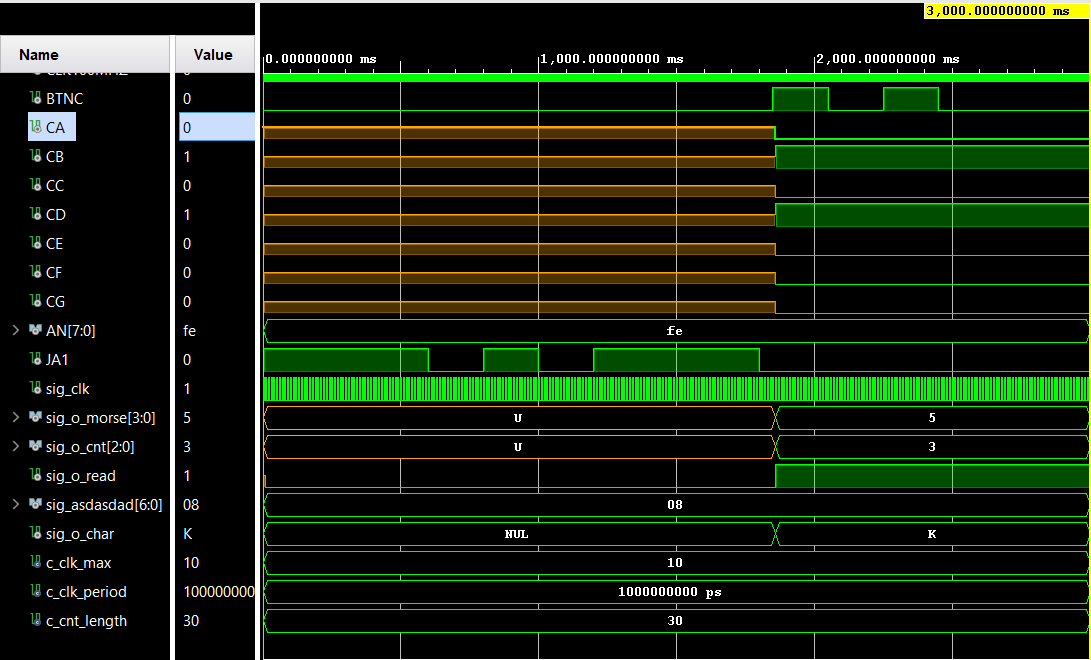 3,000.000000000 ms
Name Value
0.000000000 ms 1,000.000000000 ms 2,000.000000000 ms
BTNC 0
CA 0
CB 1
CC 0
CD 1
CE 0
CF 0
CG 0
AN[7:0] fe fe
JA1 0
sig_clk 1
sig_o_morse[3:0] 5 U 5
sig_o_cnt[2:0] 3 U 3
sig_o_read 1
sig_asdasdad[6:0] 08 08
sig_o_char K NUL K
c_clk_max 10 10
c_clk_period 100000000 1000000000 ps
c_cnt_length 30 30